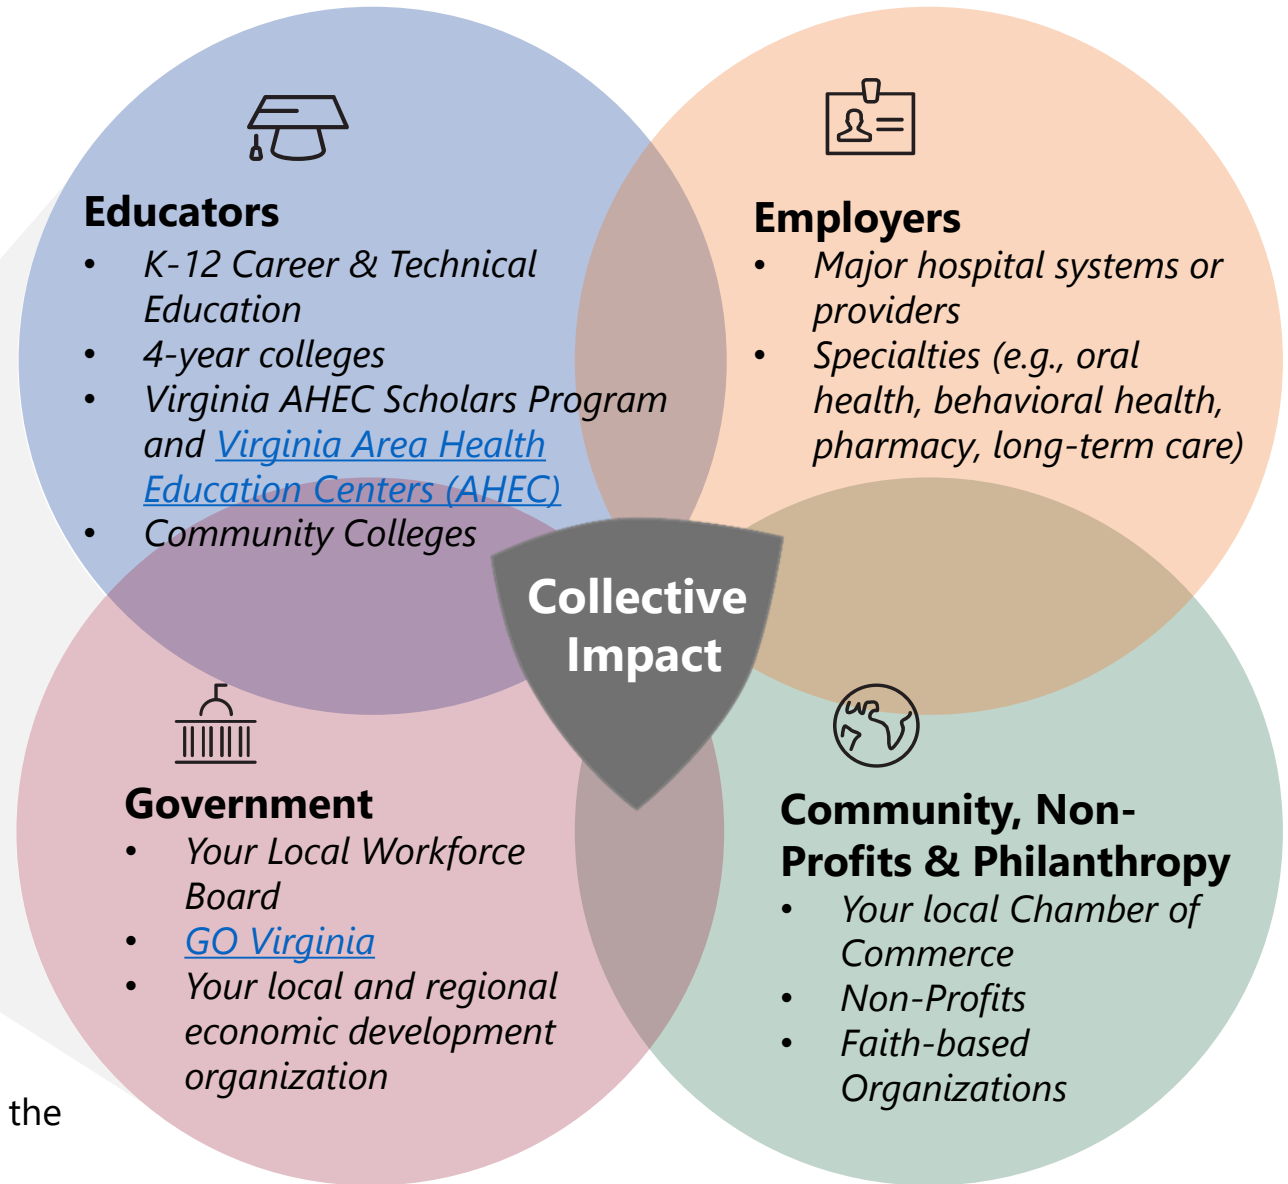 Educators
• K-12 Career & Technical
Education
• 4-year colleges
• Virginia AHEC Scholars Program
and Virginia Area Health
Education Centers (AHEC)
• Community Colleges
Employers
• Major hospital systems or
providers
• Specialties (e.g., oral
health, behavioral health,
pharmacy, long-term care)
Collective
Impact
Government
• Your Local Workforce
Board
• GO Virginia
• Your local and regional
economic development
organization
Community, Non-
Profits & Philanthropy
• Your local Chamber of
Commerce
• Non-Profits
• Faith-based
Organizations
the